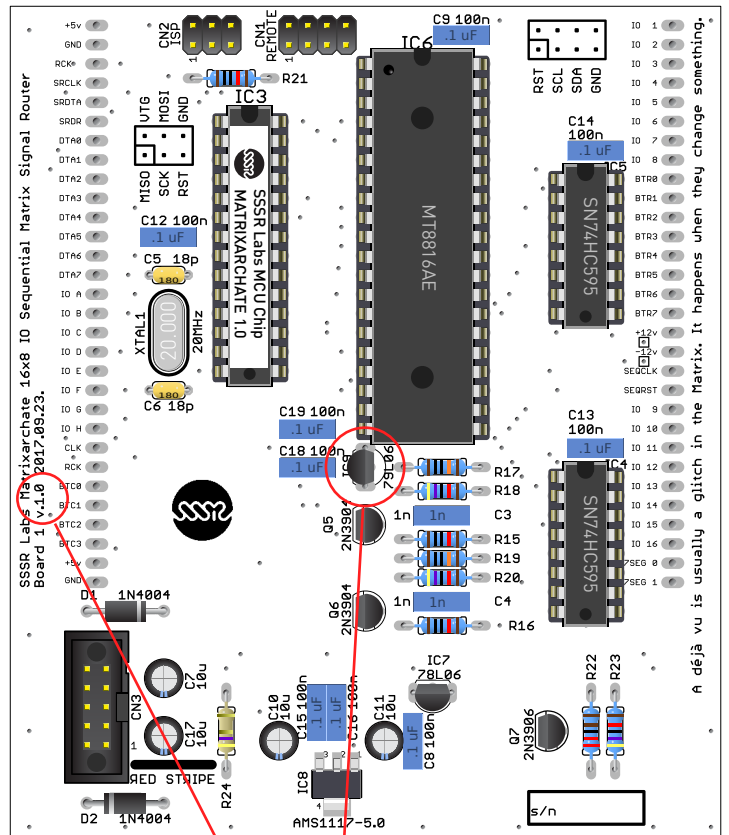 +5v
GND
RCK
SRCLK
SRDTA
SRDR
DTA0
DTA1
DTA2
DTA3
DTA4
DTA5
DTA6
DTA7
IO A
IO B
IO C
IO D
IO E
IO F
IO G
IO H
CLK
RCK
BTC0
BTC1
BTC2
BTC3
+5v
GND
SSSR Labs Matrixarchate 16x8 IO Sequential Matrix Signal Router
Board 1 v.1.0 2017.09.23.
CN2
ISP
1
CN1
REMOTE
1
R21
IC3
VTG
MOSI
GND
MISO
SCK
RST
SSSR Labs MCU Chip
MATRIXARCHATE 1.0
C12 100n
.1 uF
C5 18p
180
XTAL1
20.000
20MHz
180
C6 18p
C9 100n
.1 uF
IC6
MT8816AE
RST
SCL
SDA
GND
C14
100n
.1 uF
IC5
SN74HC595
IO 1
IO 2
IO 3
IO 4
IO 5
IO 6
IO 7
IO 8
BTR0
BTR1
BTR2
BTR3
BTR4
BTR5
BTR6
BTR7
+12v
-12v
SEQCLK
SEQRST
IO 9
IO 10
IO 11
IO 12
IO 13
IO 14
IO 15
IO 16
7SEG 0
7SEG 1
A déjà vu is usually a glitch in the Matrix. It happens when they change something.
C13
100n
.1 uF
IC4
SN74HC595
C19 100n
.1 uF
C18 100n
.1 uF
IC9
79L06
R17
R18
Q5
2N3904
1n
1n
C3
R15
R19
R20
Q6
2N3904
1n
1n
C4
R16
D1
1N4004
CN3
1
C7
10u
C17
10u
RED STRIPE
R24
D2
1N4004
C10
10u
C15 100n
.1 uF
.1 uF
C16 100n
C11
10u
.1 uF
C8 100n
IC7
78L06
IC8
3
2
4
AMS1117-5.0
Q7
2N3906
R22
R23
s/n